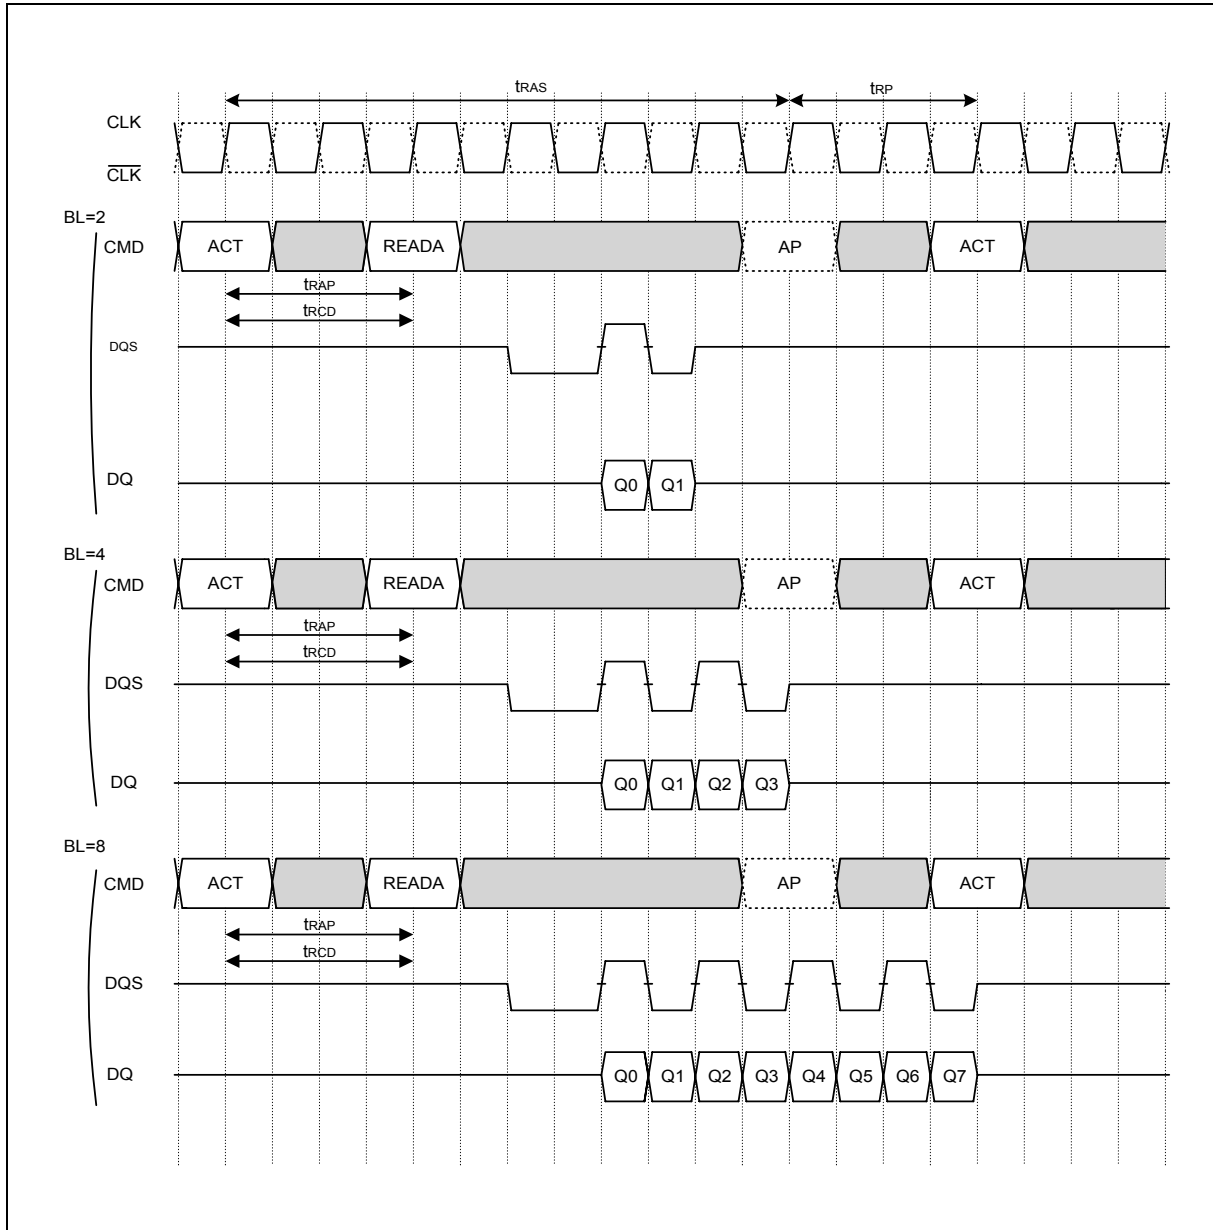 tRAS tRP
CLK
CLK
BL=2
CMD ACT READA AP ACT
tRAP
tRCD
DQS
DQ Q0 Q1
BL=4
CMD ACT READA AP ACT
tRAP
tRCD
DQS
DQ Q0 Q1 Q2 Q3
BL=8
CMD ACT READA AP ACT
tRAP
tRCD
DQS
DQ Q0 Q1 Q2 Q3 Q4 Q5 Q6 Q7